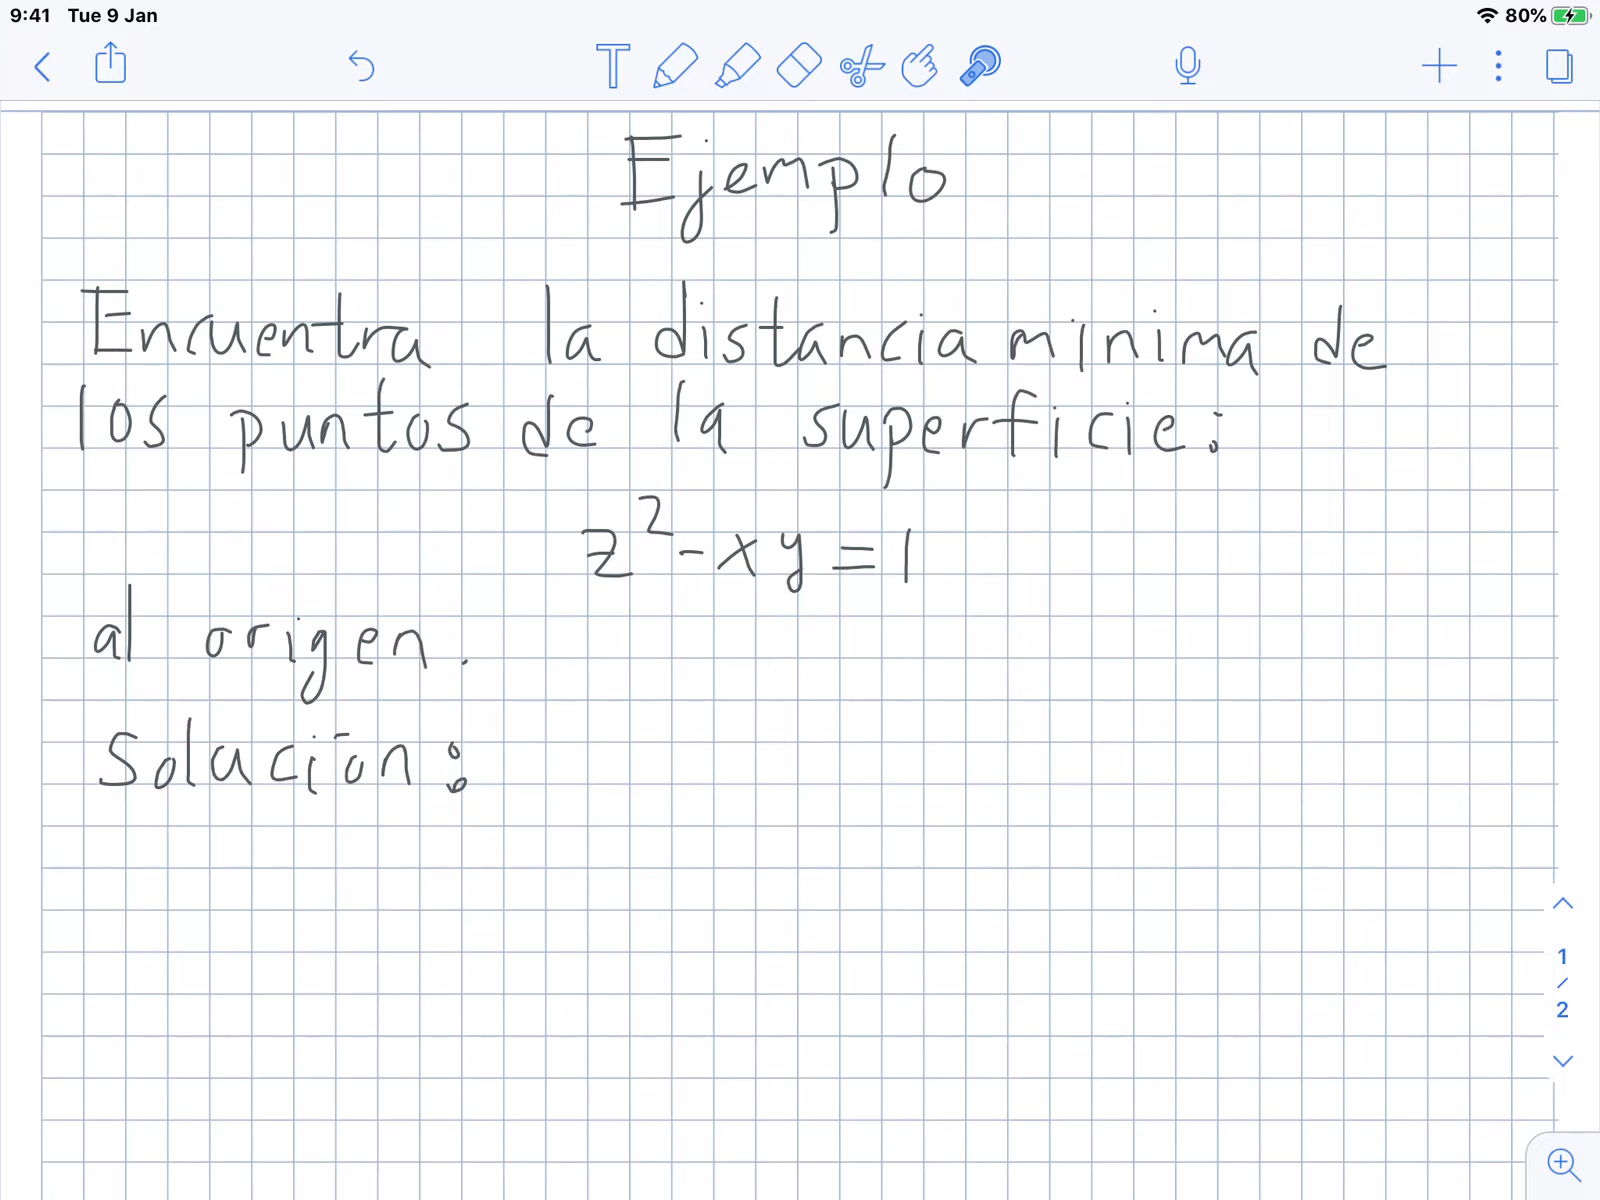 9:41 Tue 9 Jan 80%
Ejemplo
Encuentra la distancia minima de
los puntos de la superficie:
z²-xy=1
al origen.
Solución:
1
/
2